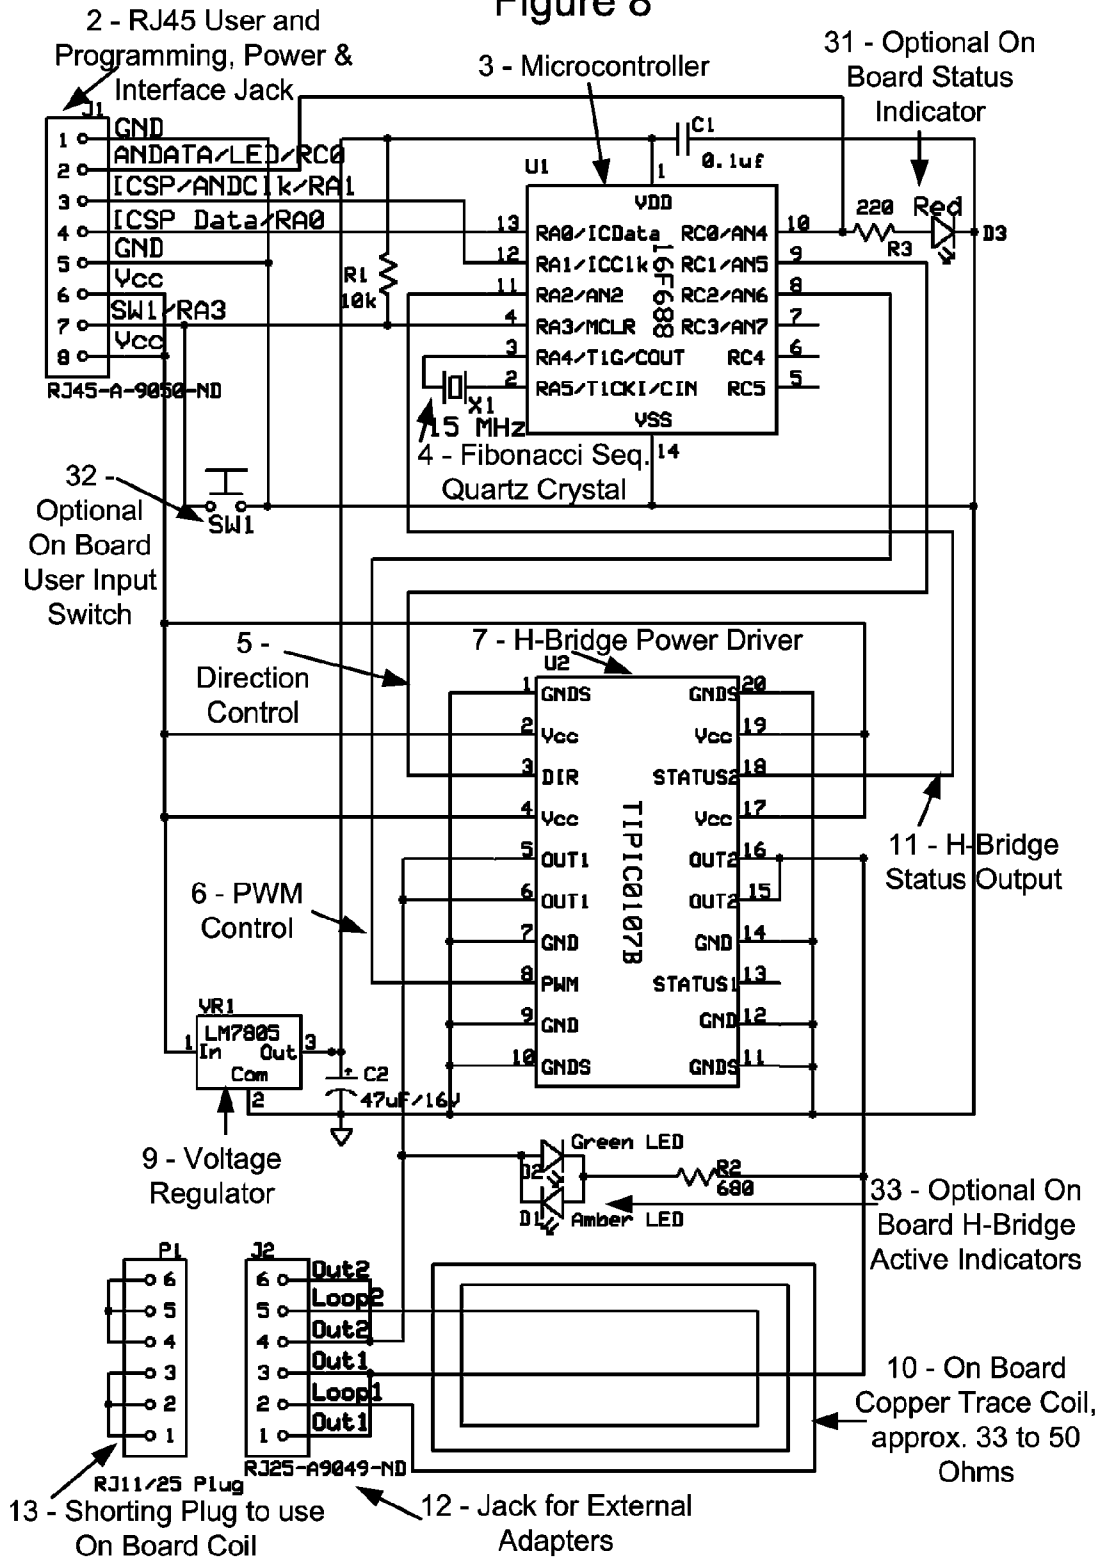 Figure 8
2 - RJ45 User and
Programming, Power &
Interface Jack
3 - Microcontroller
31 - Optional On
Board Status
Indicator
J1
1 GND
2 ANDATA/LED/RC0
3 ICSP/ANDClk/RA1
4 ICSP Data/RA0
5 GND
6 Vcc
7 SW1/RA3
8 Vcc
RJ45-A-9050-ND
R1
10k
C1
0.1uf
U1
1
VDD
13 RA0/ICData
12 RA1/ICClk
11 RA2/AN2
4 RA3/MCLR
3 RA4/T1G/COUT
2 RA5/T1CKI/CIN
16F688
RC0/AN4 10
RC1/AN5 9
RC2/AN6 8
RC3/AN7 7
RC4 6
RC5 5
VSS
14
220
R3
Red
D3
X1
15 MHz
4 - Fibonacci Seq.
Quartz Crystal
32 -
Optional
On Board
User Input
Switch
SW1
5 -
Direction
Control
7 - H-Bridge Power Driver
U2
1 GNDS
2 Vcc
3 DIR
4 Vcc
5 OUT1
6 OUT1
7 GND
8 PWM
9 GND
10 GNDS
TIPIC0107B
GNDS 20
Vcc 19
STATUS2 18
Vcc 17
OUT2 16
OUT2 15
GND 14
STATUS1 13
GND 12
GNDS 11
11 - H-Bridge
Status Output
6 - PWM
Control
VR1
LM7805
1 In Out 3
Com
2
C2
47uF/16V
9 - Voltage
Regulator
Green LED
D2
D1
Amber LED
R2
680
33 - Optional On
Board H-Bridge
Active Indicators
P1
6
5
4
3
2
1
RJ11/25 Plug
J2
6 Out2
5 Loop2
4 Out2
3 Out1
2 Loop1
1 Out1
RJ25-A9049-ND
10 - On Board
Copper Trace Coil,
approx. 33 to 50
Ohms
13 - Shorting Plug to use
On Board Coil
12 - Jack for External
Adapters